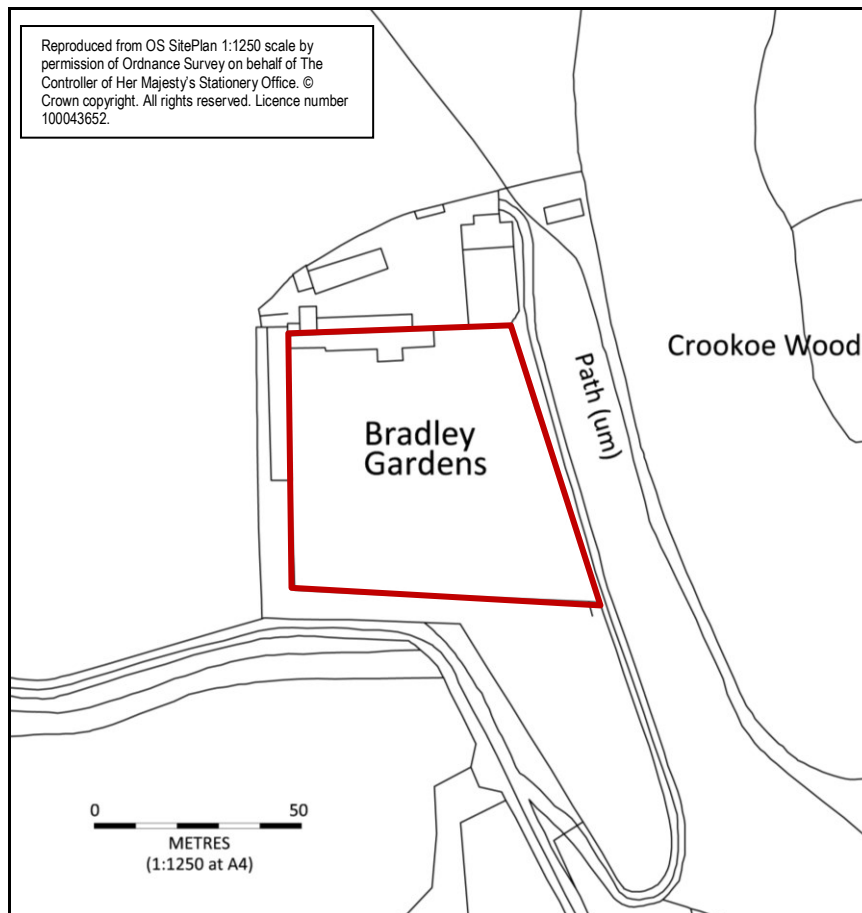 Reproduced from OS SitePlan 1:1250 scale by
permission of Ordnance Survey on behalf of The
Controller of Her Majesty's Stationery Office. ©
Crown copyright. All rights reserved. Licence number
100043652.
Crookoe Wood
Path (um)
Bradley
Gardens
0 50
METRES
(1:1250 at A4)